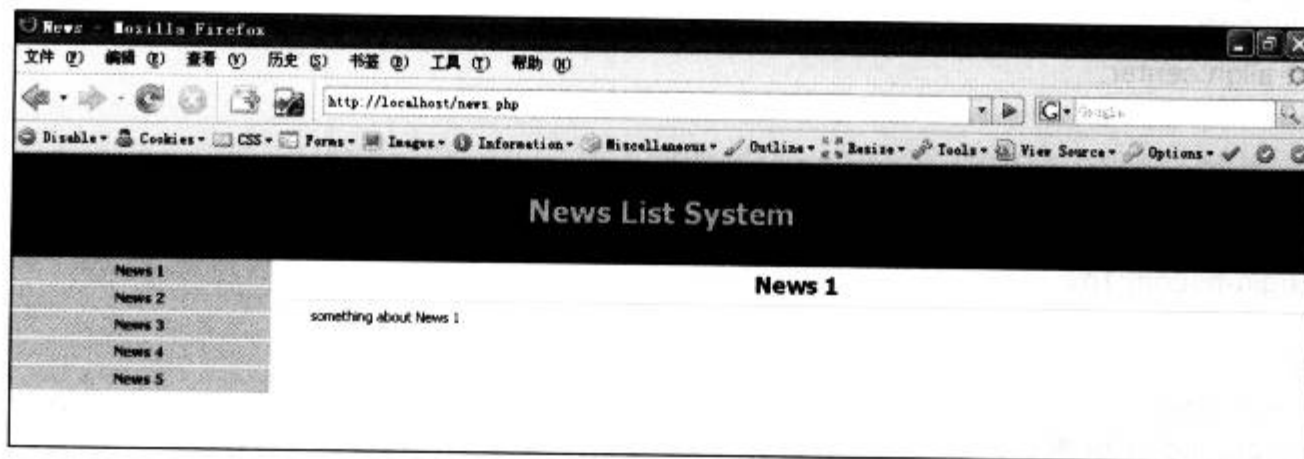 News - Mozilla Firefox
文件 (F) 编辑 (E) 查看 (V) 历史 (S) 书签 (B) 工具 (T) 帮助 (H)
http://localhost/news.php
G Google
Disable Cookies CSS Forms Images Information Miscellaneous Outline Resize Tools View Source Options
News List System
News 1
News 2
News 3
News 4
News 5
News 1
something about News 1